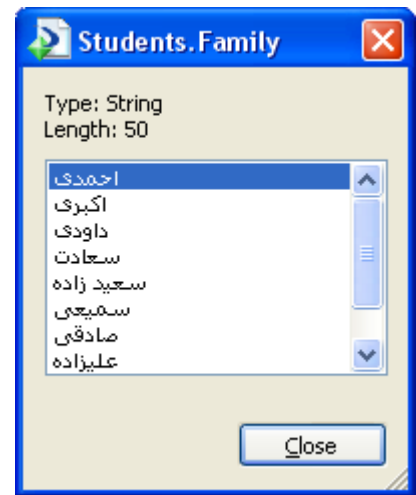 Students.Family
Type: String
Length: 50
احمدی
اکبری
داودی
سعادت
سعید زاده
سمیعی
صادقی
علیزاده
Close